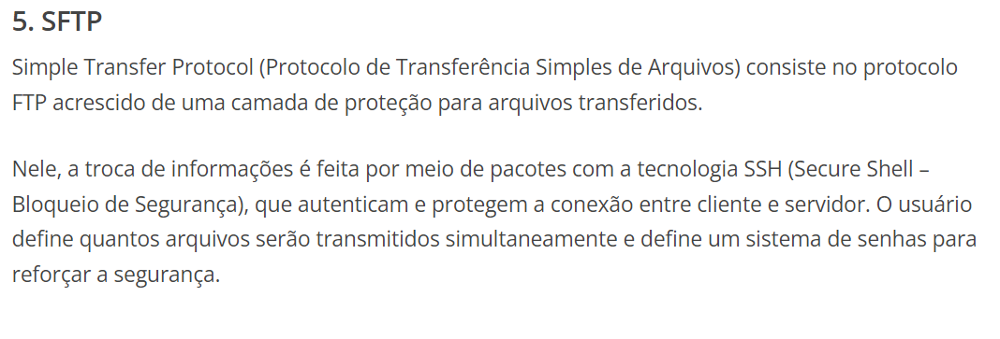 5. SFTP
Simple Transfer Protocol (Protocolo de Transferência Simples de Arquivos) consiste no protocolo
FTP acrescido de uma camada de proteção para arquivos transferidos.
Nele, a troca de informações é feita por meio de pacotes com a tecnologia SSH (Secure Shell –
Bloqueio de Segurança), que autenticam e protegem a conexão entre cliente e servidor. O usuário
define quantos arquivos serão transmitidos simultaneamente e define um sistema de senhas para
reforçar a segurança.